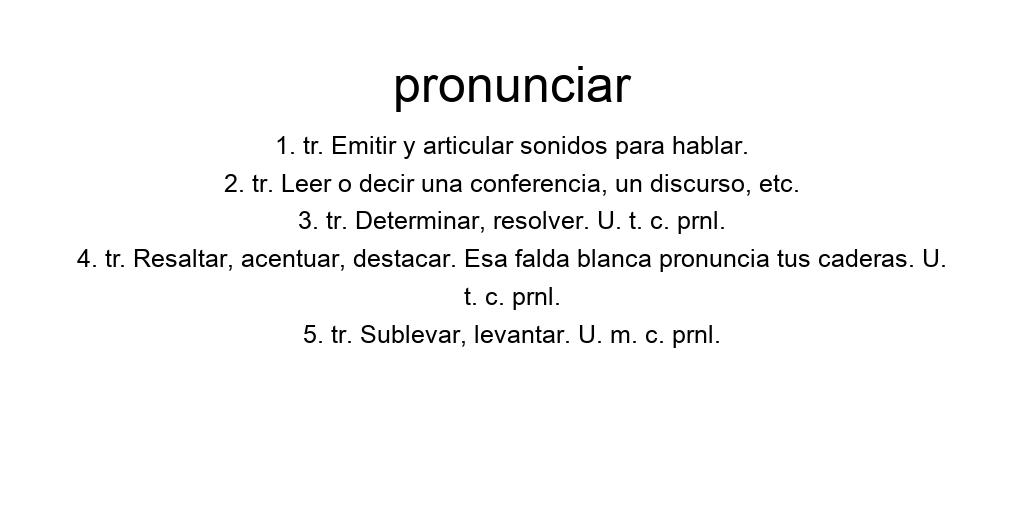 pronunciar
1. tr. Emitir y articular sonidos para hablar.
2. tr. Leer o decir una conferencia, un discurso, etc.
3. tr. Determinar, resolver. U. t. c. prnl.
4. tr. Resaltar, acentuar, destacar. Esa falda blanca pronuncia tus caderas. U.
t. c. prnl.
5. tr. Sublevar, levantar. U. m. c. prnl.